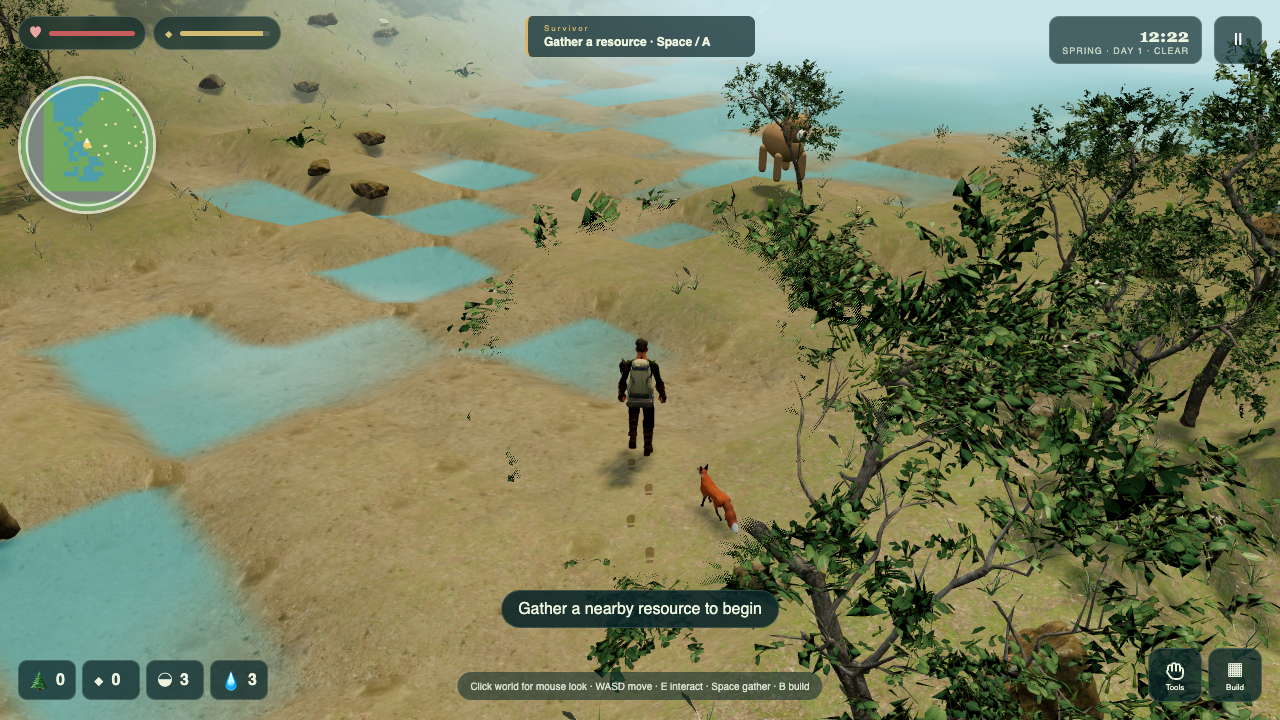 Survivor
Gather a resource · Space / A
12:22
SPRING · DAY 1 · CLEAR
Gather a nearby resource to begin
0
0
3
3
Click world for mouse look · WASD move · E interact · Space gather · B build
Tools
Build